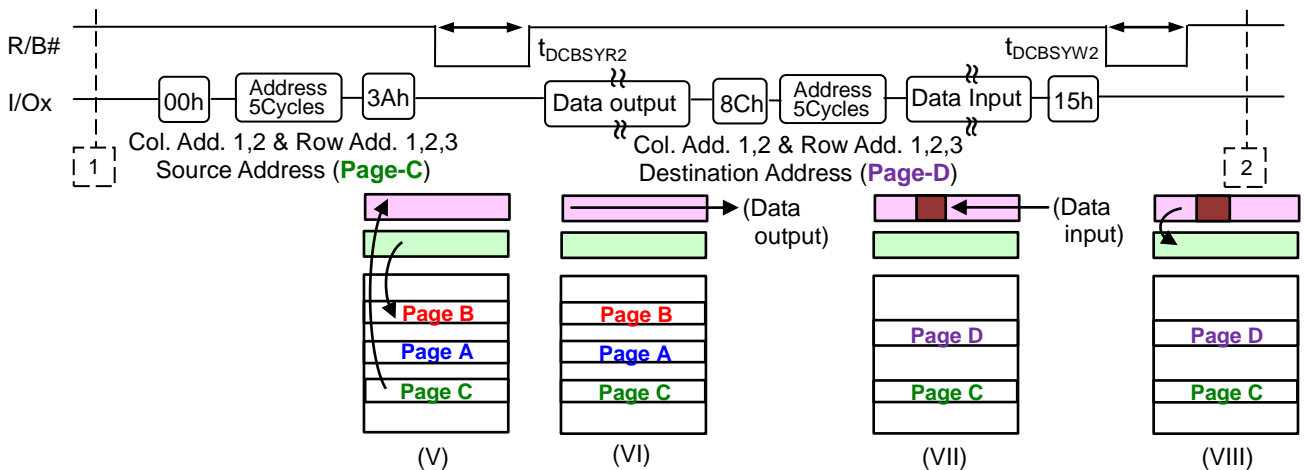 R/B#
tDCBSYR2
tDCBSYW2
I/Ox
00h
Address
5Cycles
3Ah
Data output
8Ch
Address
5Cycles
Data Input
15h
Col. Add. 1,2 & Row Add. 1,2,3
Source Address (Page-C)
Col. Add. 1,2 & Row Add. 1,2,3
Destination Address (Page-D)
1
2
(Data
output)
(Data
input)
Page B
Page A
Page C
Page B
Page A
Page C
Page D
Page C
Page D
Page C
(V)
(VI)
(VII)
(VIII)